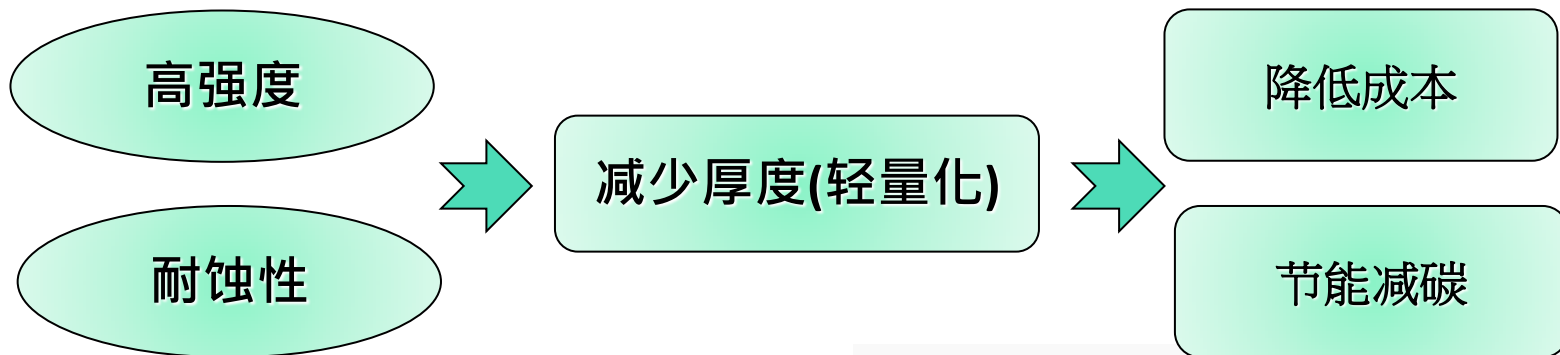 高强度
耐蚀性
减少厚度(轻量化)
降低成本
节能减碳